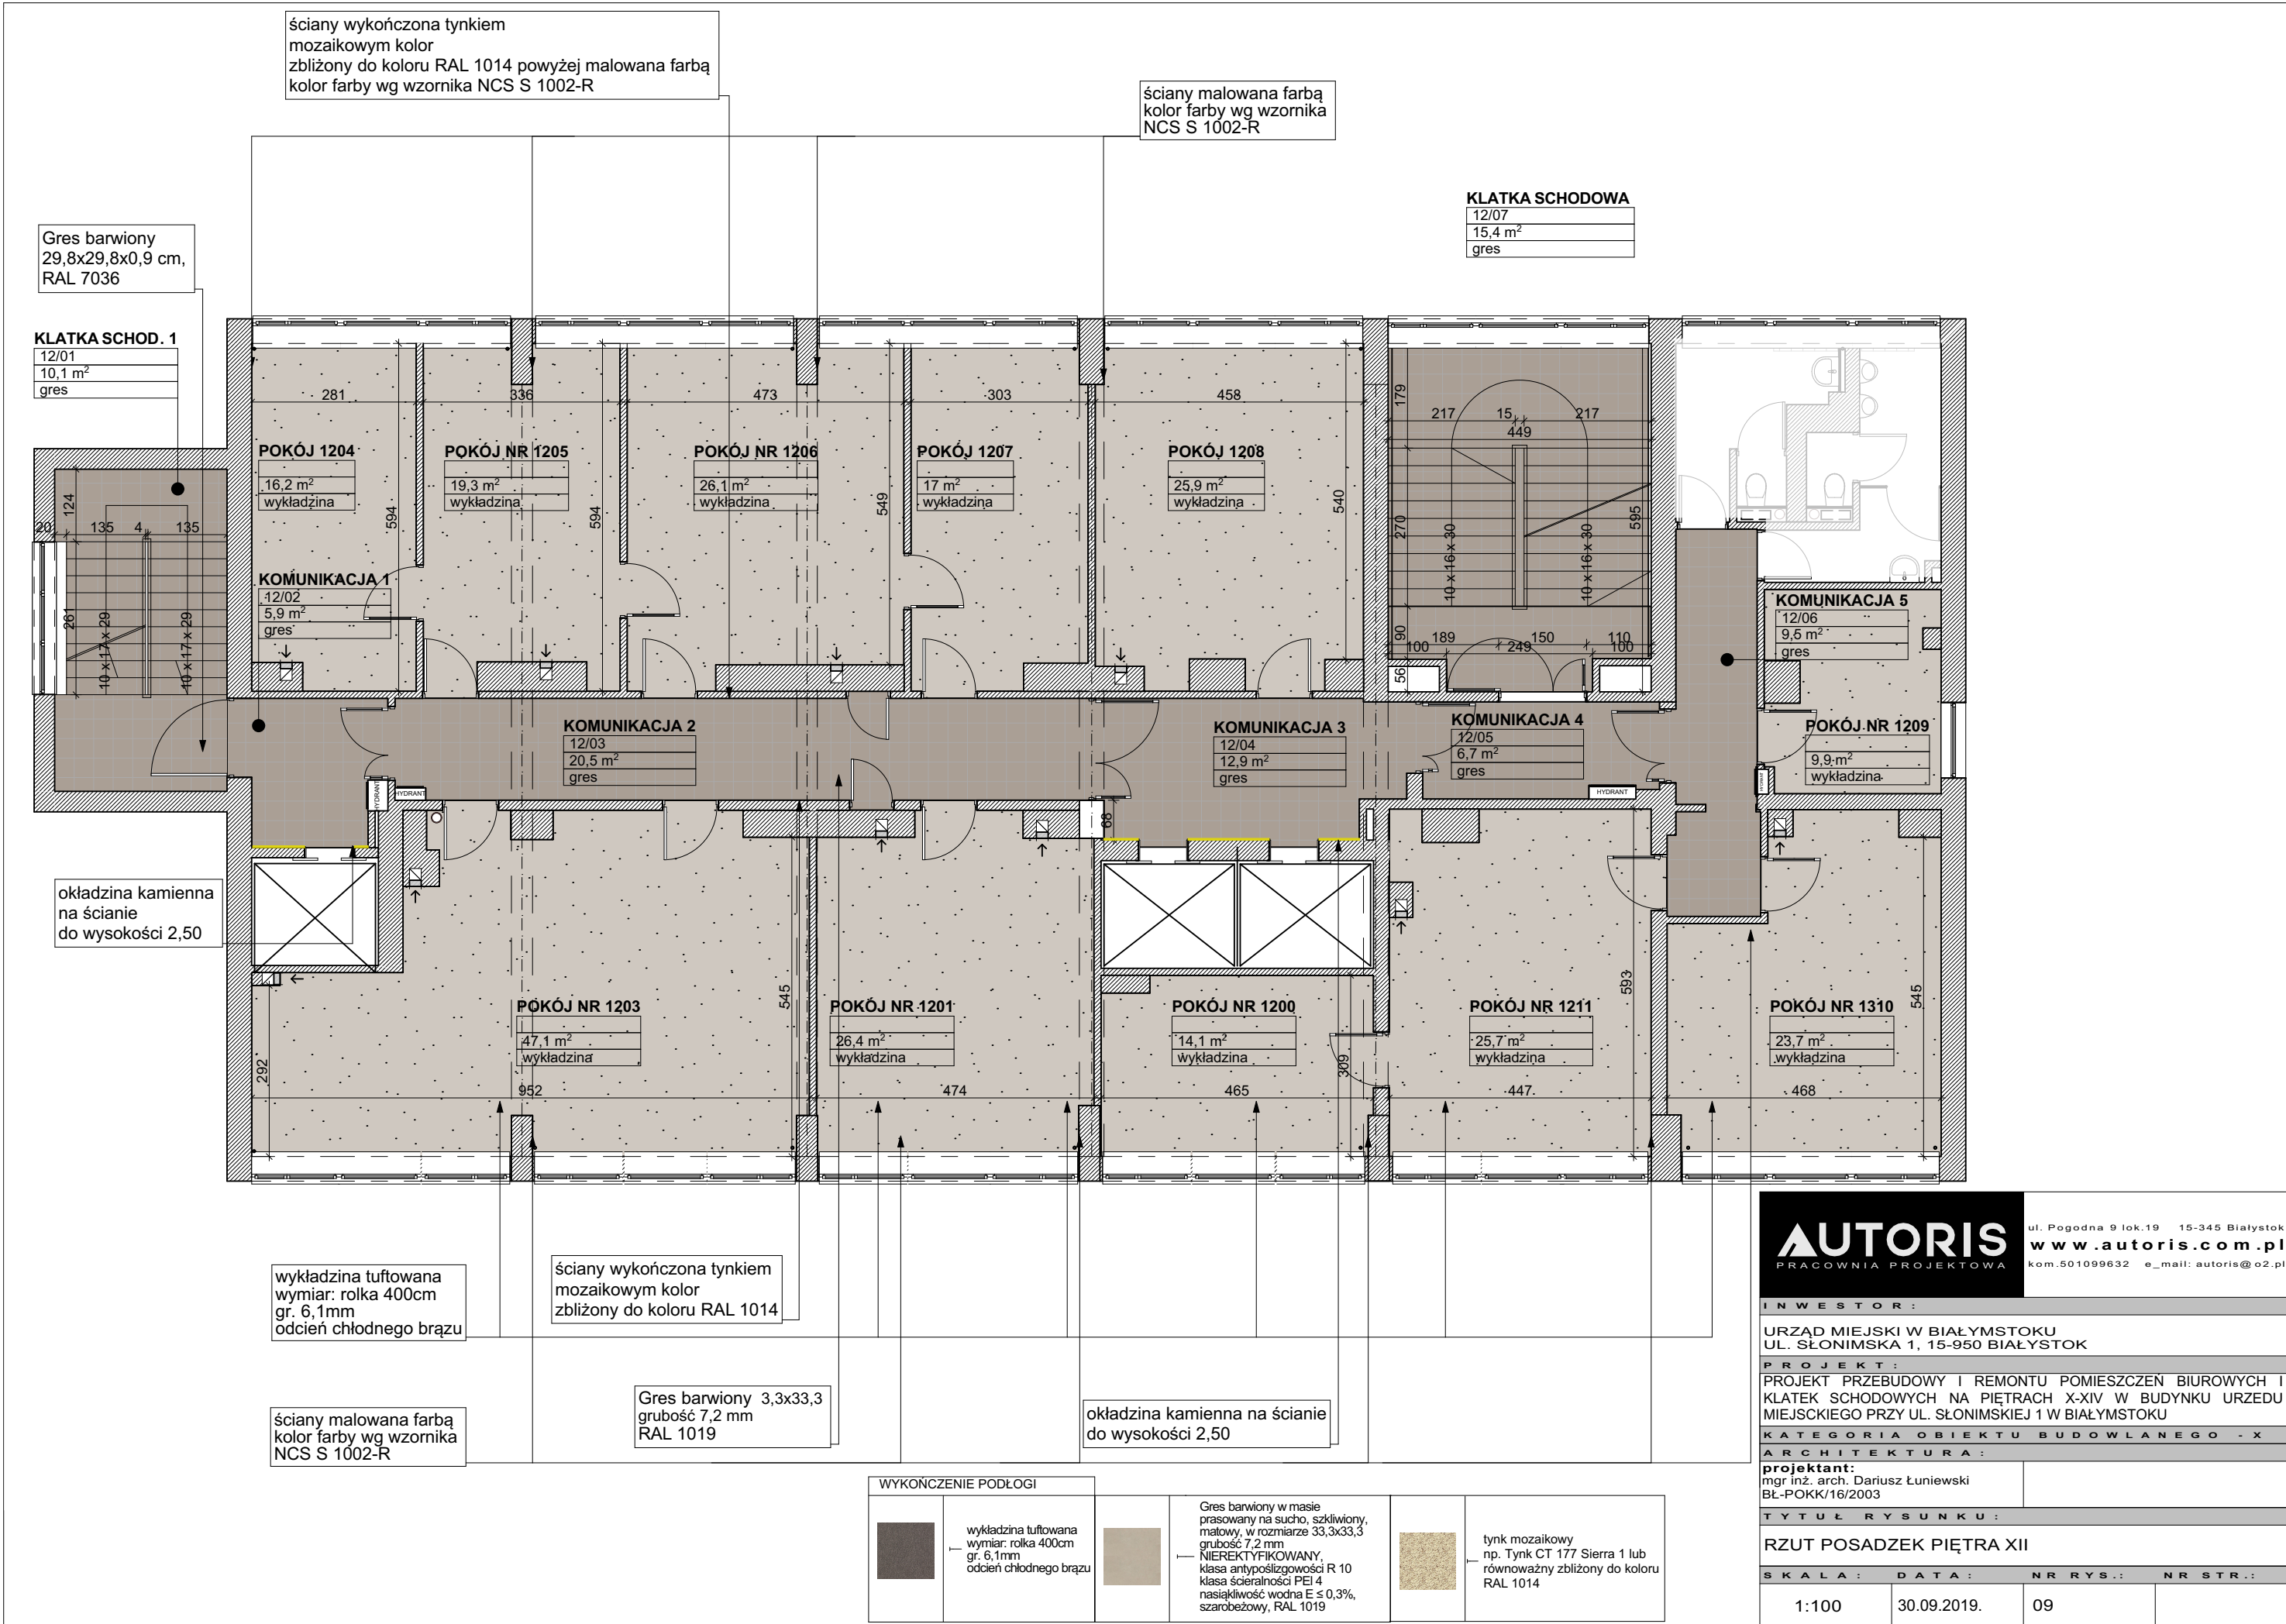 ściany wykończona tynkiem
mozaikowym kolor
zbliżony do koloru RAL 1014 powyżej malowana farbą
kolor farby wg wzornika NCS S 1002-R
ściany malowana farbą
kolor farby wg wzornika
NCS S 1002-R
KLATKA SCHODOWA
12/07
15,4 m²
gres
Gres barwiony
29,8x29,8x0,9 cm,
RAL 7036
KLATKA SCHOD. 1
12/01
10,1 m²
gres
281
336
473
303
458
179
217
15
217
449
POKÓJ 1204
16,2 m²
wykładzina
POKÓJ NR 1205
19,3 m²
wykładzina
POKÓJ NR 1206
26,1 m²
wykładzina
POKÓJ 1207
17 m²
wykładzina
POKÓJ 1208
25,9 m²
wykładzina
594
594
549
540
270
595
10 x 16 x 30
10 x 16 x 30
124
20
135
4
135
261
10 x 17 x 29
10 x 17 x 29
KOMUNIKACJA 1
12/02
5,9 m²
gres
90
189
150
110
100
249
100
56
KOMUNIKACJA 5
12/06
9,5 m²
gres
KOMUNIKACJA 2
12/03
20,5 m²
gres
KOMUNIKACJA 3
12/04
12,9 m²
gres
KOMUNIKACJA 4
12/05
6,7 m²
gres
POKÓJ NR 1209
9,9 m²
wykładzina
HYDRANT
HYDRANT
HYDRANT
HYDRANT
68
okładzina kamienna
na ścianie
do wysokości 2,50
POKÓJ NR 1203
47,1 m²
wykładzina
POKÓJ NR 1201
26,4 m²
wykładzina
POKÓJ NR 1200
14,1 m²
wykładzina
POKÓJ NR 1211
25,7 m²
wykładzina
POKÓJ NR 1310
23,7 m²
wykładzina
292
545
309
593
545
952
474
465
447
468
wykładzina tuftowana
wymiar: rolka 400cm
gr. 6,1mm
odcień chłodnego brązu
ściany wykończona tynkiem
mozaikowym kolor
zbliżony do koloru RAL 1014
ściany malowana farbą
kolor farby wg wzornika
NCS S 1002-R
Gres barwiony 3,3x33,3
grubość 7,2 mm
RAL 1019
okładzina kamienna na ścianie
do wysokości 2,50
WYKOŃCZENIE PODŁOGI
wykładzina tuftowana
wymiar: rolka 400cm
gr. 6,1mm
odcień chłodnego brązu
Gres barwiony w masie
prasowany na sucho, szkliwiony,
matowy, w rozmiarze 33,3x33,3
grubość 7,2 mm
NIEREKTYFIKOWANY,
klasa antypoślizgowości R 10
klasa ścieralności PEI 4
nasiąkliwość wodna E ≤ 0,3%,
szarobeżowy, RAL 1019
tynk mozaikowy
np. Tynk CT 177 Sierra 1 lub
równoważny zbliżony do koloru
RAL 1014
AUTORIS
PRACOWNIA PROJEKTOWA
ul. Pogodna 9 lok.19 15-345 Białystok
www.autoris.com.pl
kom.501099632 e_mail: autoris@o2.pl
INWESTOR:
URZĄD MIEJSKI W BIAŁYMSTOKU
UL. SŁONIMSKA 1, 15-950 BIAŁYSTOK
PROJEKT:
PROJEKT PRZEBUDOWY I REMONTU POMIESZCZEŃ BIUROWYCH I
KLATEK SCHODOWYCH NA PIĘTRACH X-XIV W BUDYNKU URZEDU
MIEJSCKIEGO PRZY UL. SŁONIMSKIEJ 1 W BIAŁYMSTOKU
KATEGORIA OBIEKTU BUDOWLANEGO - X
ARCHITEKTURA:
projektant:
mgr inż. arch. Dariusz Łuniewski
BŁ-POKK/16/2003
TYTUŁ RYSUNKU:
RZUT POSADZEK PIĘTRA XII
SKALA: DATA: NR RYS.: NR STR.:
1:100 30.09.2019. 09